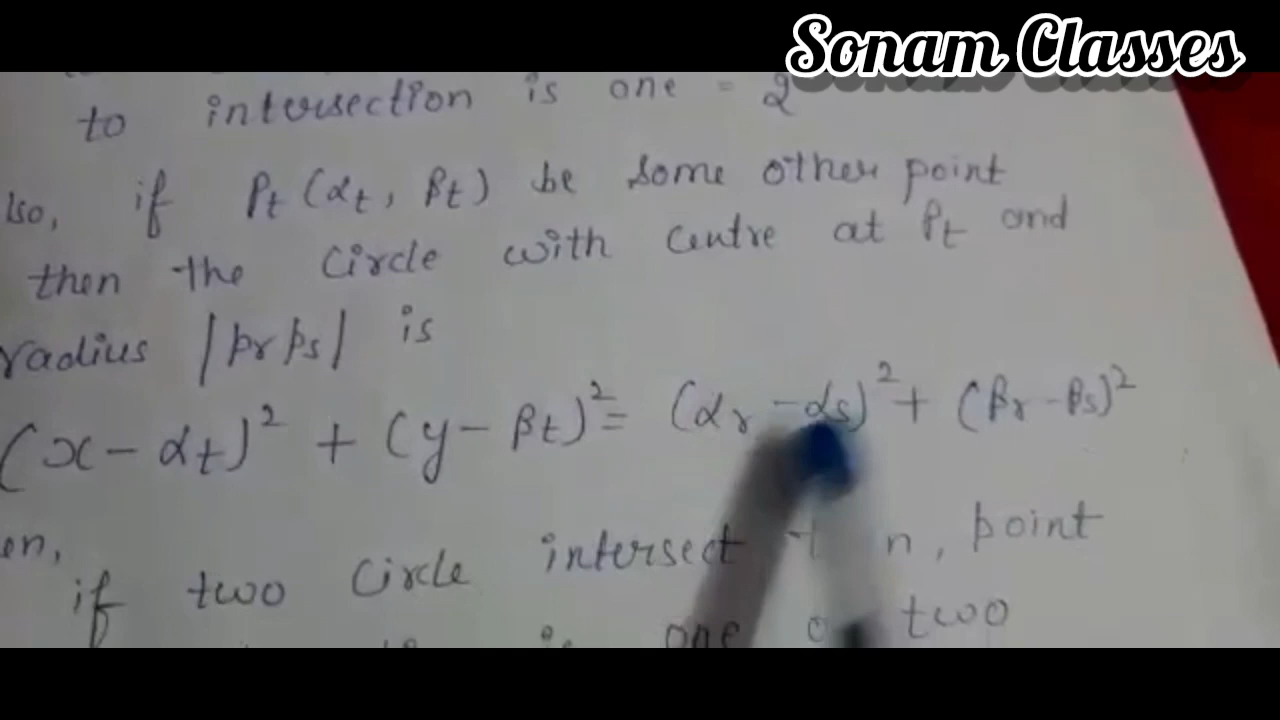 Sonam Classes
to intersection is one = 2
lso, if Pt (αt, βt) be some other point
then the circle with centre at Pt and
radius |prps| is
(x - αt)² + (y - βt)² = (αr - αs)² + (βr - βs)²
en,
if two circle intersect n, point
one two